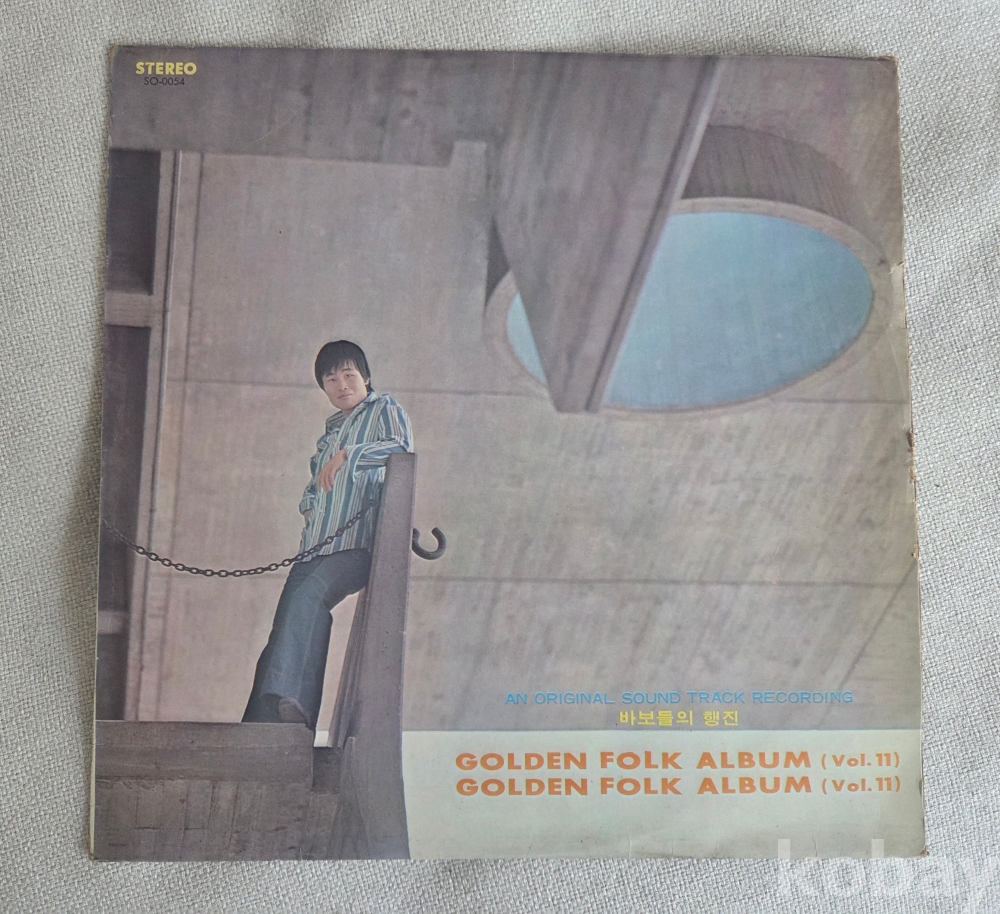 STEREO
SO-0054
AN ORIGINAL SOUND TRACK RECORDING
바보들의 행진
GOLDEN FOLK ALBUM (Vol.11)
GOLDEN FOLK ALBUM (Vol.11)
kobay